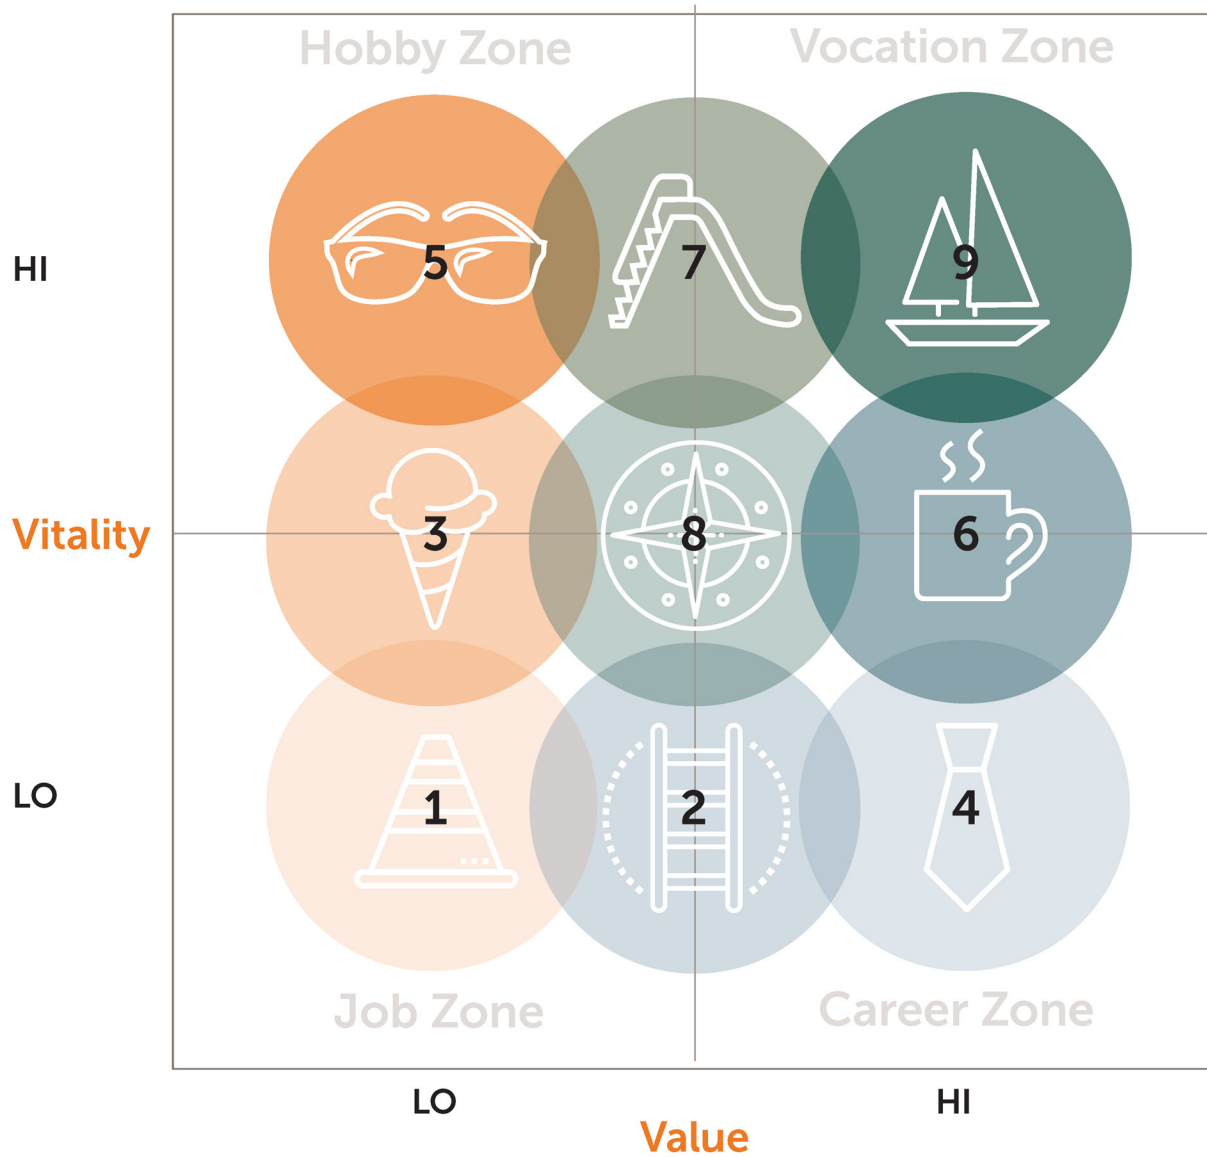 Hobby Zone
Vocation Zone
HI
5
7
9
Vitality
3
8
6
LO
1
2
4
Job Zone
Career Zone
LO
HI
Value